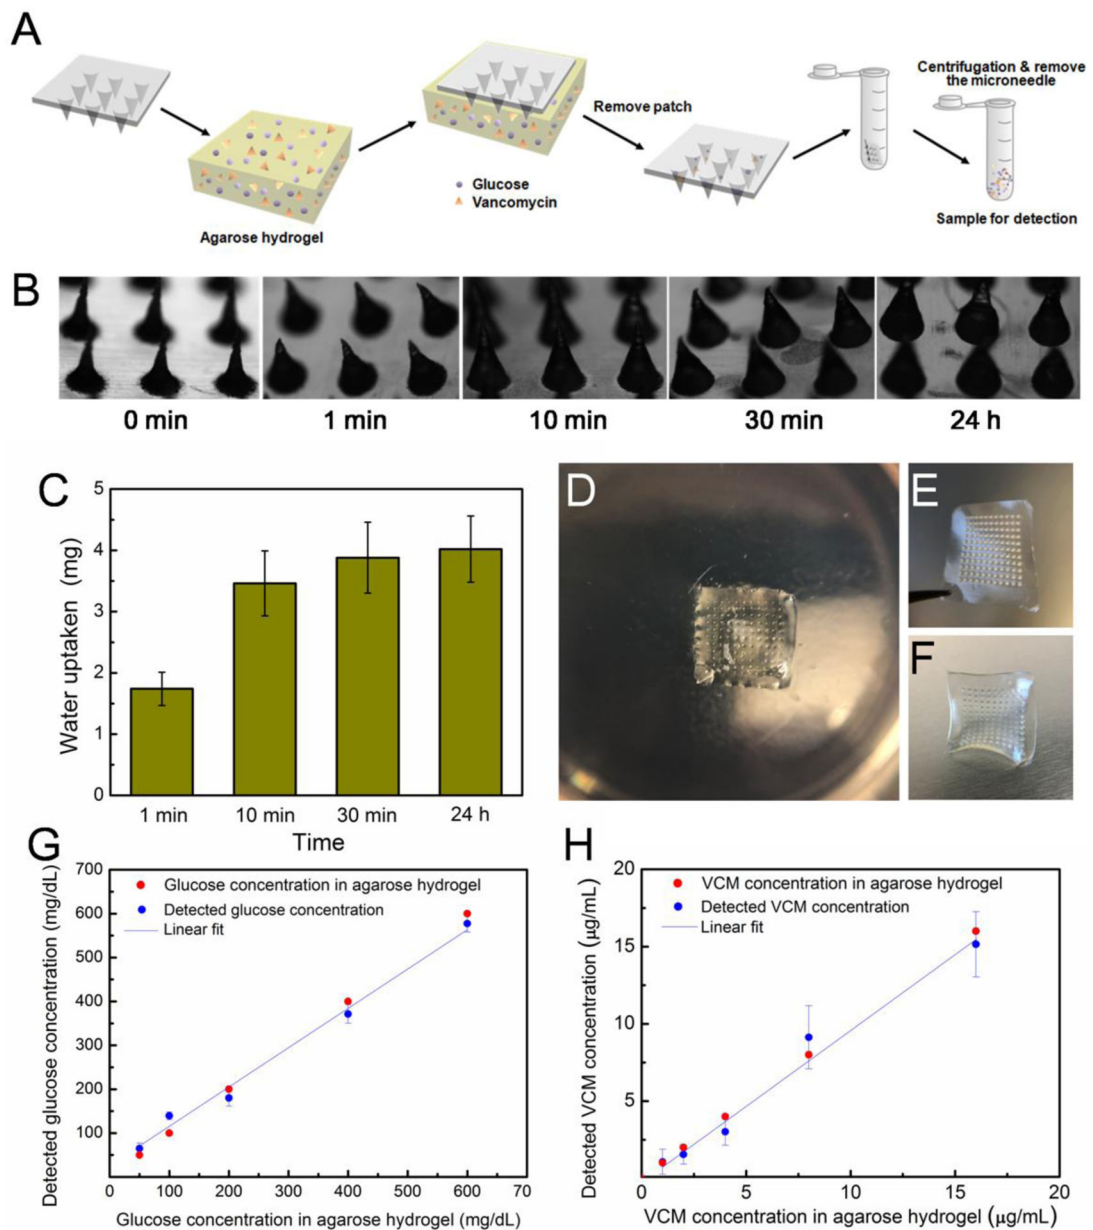 A
Centrifugation & remove
the microneedle
Remove patch
Glucose
Vancomycin
Agarose hydrogel
Sample for detection
B
0 min
1 min
10 min
30 min
24 h
C
Water uptaken (mg)
5
4
3
2
1
0
1 min
10 min
30 min
24 h
Time
D
E
F
G
Detected glucose concentration (mg/dL)
700
600
500
400
300
200
100
Glucose concentration in agarose hydrogel
Detected glucose concentration
Linear fit
0
100
200
300
400
500
600
70
Glucose concentration in agarose hydrogel (mg/dL)
H
Detected VCM concentration (μg/mL)
20
15
10
5
VCM concentration in agarose hydrogel
Detected VCM concentration
Linear fit
0
5
10
15
20
VCM concentration in agarose hydrogel (μg/mL)